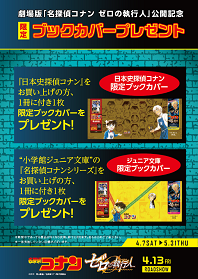 劇場版「名探偵コナン ゼロの執行人」公開記念
限定 ブックカバープレゼント
『日本史探偵コナン』を
お買い上げの方、
1冊に付き1枚
限定ブックカバーを
プレゼント!
日本史探偵コナン
限定ブックカバー
"小学館ジュニア文庫"の
「名探偵コナンシリーズ」を
お買い上げの方、
1冊に付き1枚
限定ブックカバーを
プレゼント!
ジュニア文庫
限定ブックカバー
4.7SAT▶5.31THU
名探偵コナン ゼロの執行人 4.13 FRI
ROADSHOW